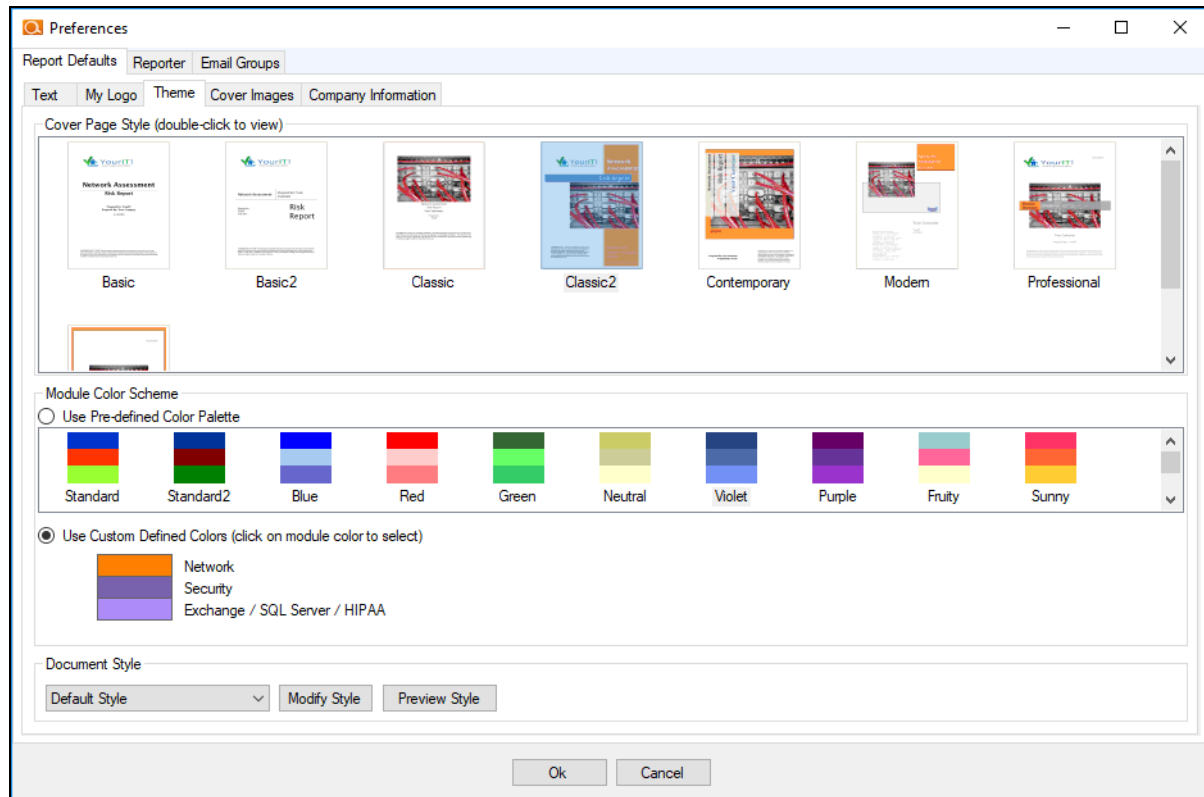 Preferences
Report Defaults Reporter Email Groups
Text My Logo Theme Cover Images Company Information
Cover Page Style (double-click to view)
YourIT! YourIT! YourIT! YourIT!
Network Assessment
Risk Report
Risk
Report
Basic Basic2 Classic Classic2 Contemporary Modern Professional
Module Color Scheme
Use Pre-defined Color Palette
Standard Standard2 Blue Red Green Neutral Violet Purple Fruity Sunny
Use Custom Defined Colors (click on module color to select)
Network
Security
Exchange / SQL Server / HIPAA
Document Style
Default Style Modify Style Preview Style
Ok Cancel